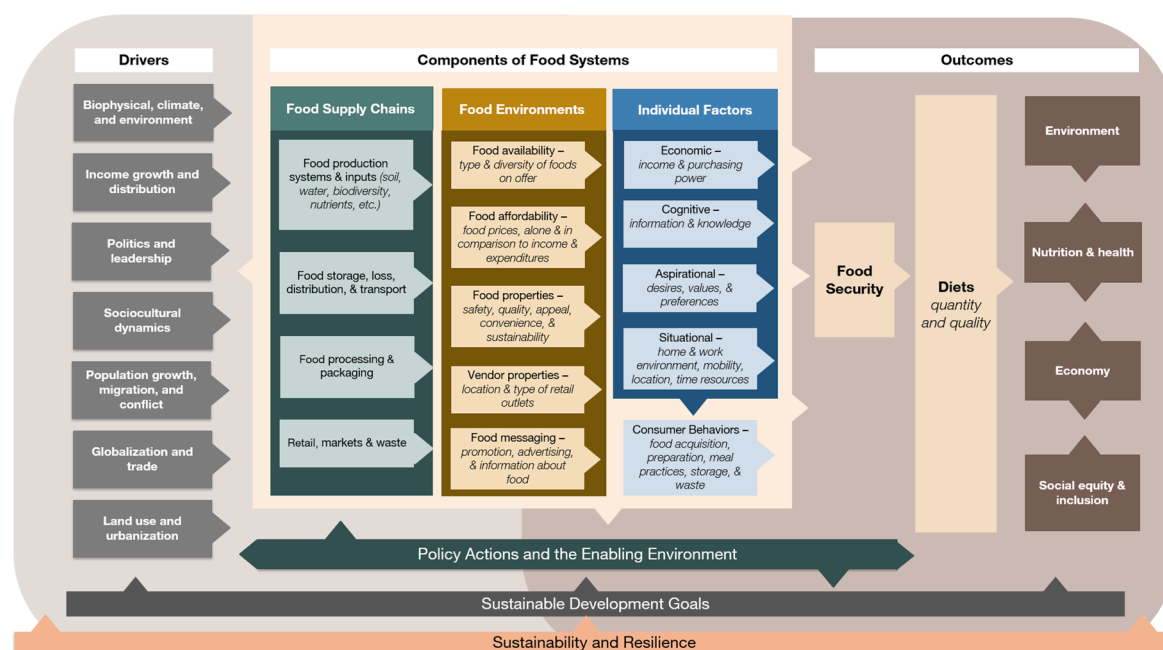 Drivers
Biophysical, climate,
and environment
Income growth and
distribution
Politics and
leadership
Sociocultural
dynamics
Population growth,
migration, and
conflict
Globalization and
trade
Land use and
urbanization
Components of Food Systems
Food Supply Chains
Food production
systems & inputs (soil,
water, biodiversity,
nutrients, etc.)
Food storage, loss,
distribution, & transport
Food processing &
packaging
Retail, markets & waste
Food Environments
Food availability –
type & diversity of foods
on offer
Food affordability –
food prices, alone & in
comparison to income &
expenditures
Food properties –
safety, quality, appeal,
convenience, &
sustainability
Vendor properties –
location & type of retail
outlets
Food messaging –
promotion, advertising,
& information about
food
Individual Factors
Economic –
income & purchasing
power
Cognitive –
information & knowledge
Aspirational –
desires, values, &
preferences
Situational –
home & work
environment, mobility,
location, time resources
Consumer Behaviors –
food acquisition,
preparation, meal
practices, storage, &
waste
Outcomes
Food
Security
Diets
quantity
and quality
Environment
Nutrition & health
Economy
Social equity &
inclusion
Policy Actions and the Enabling Environment
Sustainable Development Goals
Sustainability and Resilience